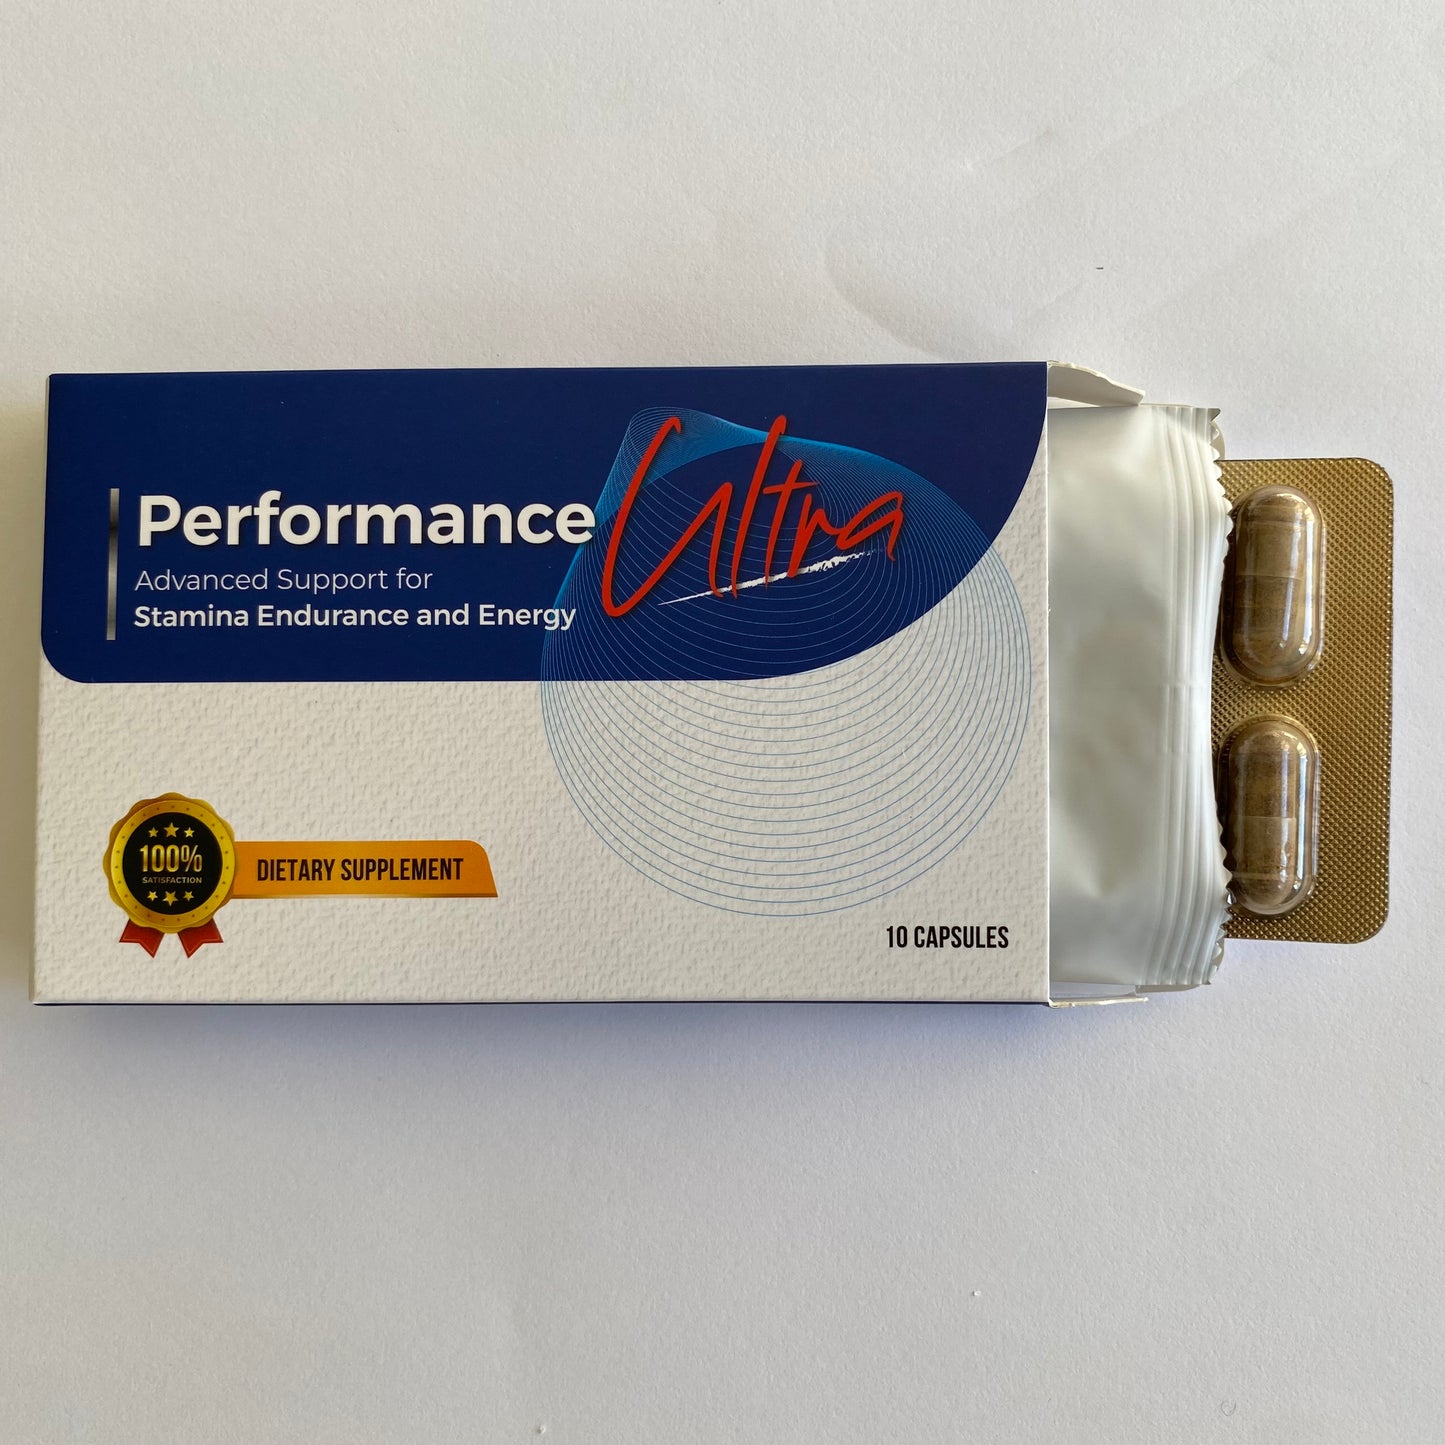 Performance Ultra
Advanced Support for
Stamina Endurance and Energy
100%
SATISFACTION
DIETARY SUPPLEMENT
10 CAPSULES